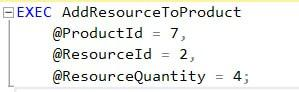 EXEC AddResourceToProduct
@ProductId = 7,
@ResourceId = 2,
@ResourceQuantity = 4;